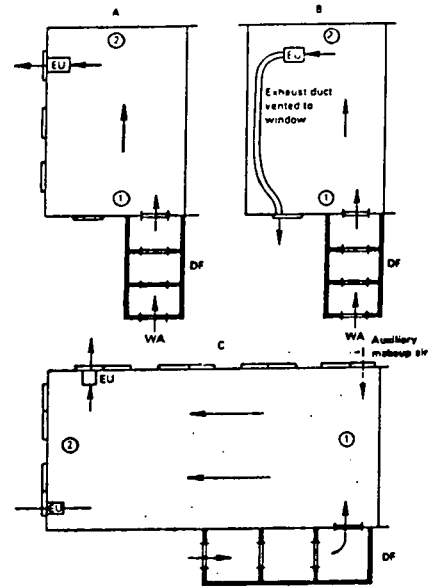 A
B
2
2
EU
EU
Exhaust duct
vented to
window
1
1
DF
DF
WA
WA
C
Auxiliary
makeup air
EU
2
1
EU
DF